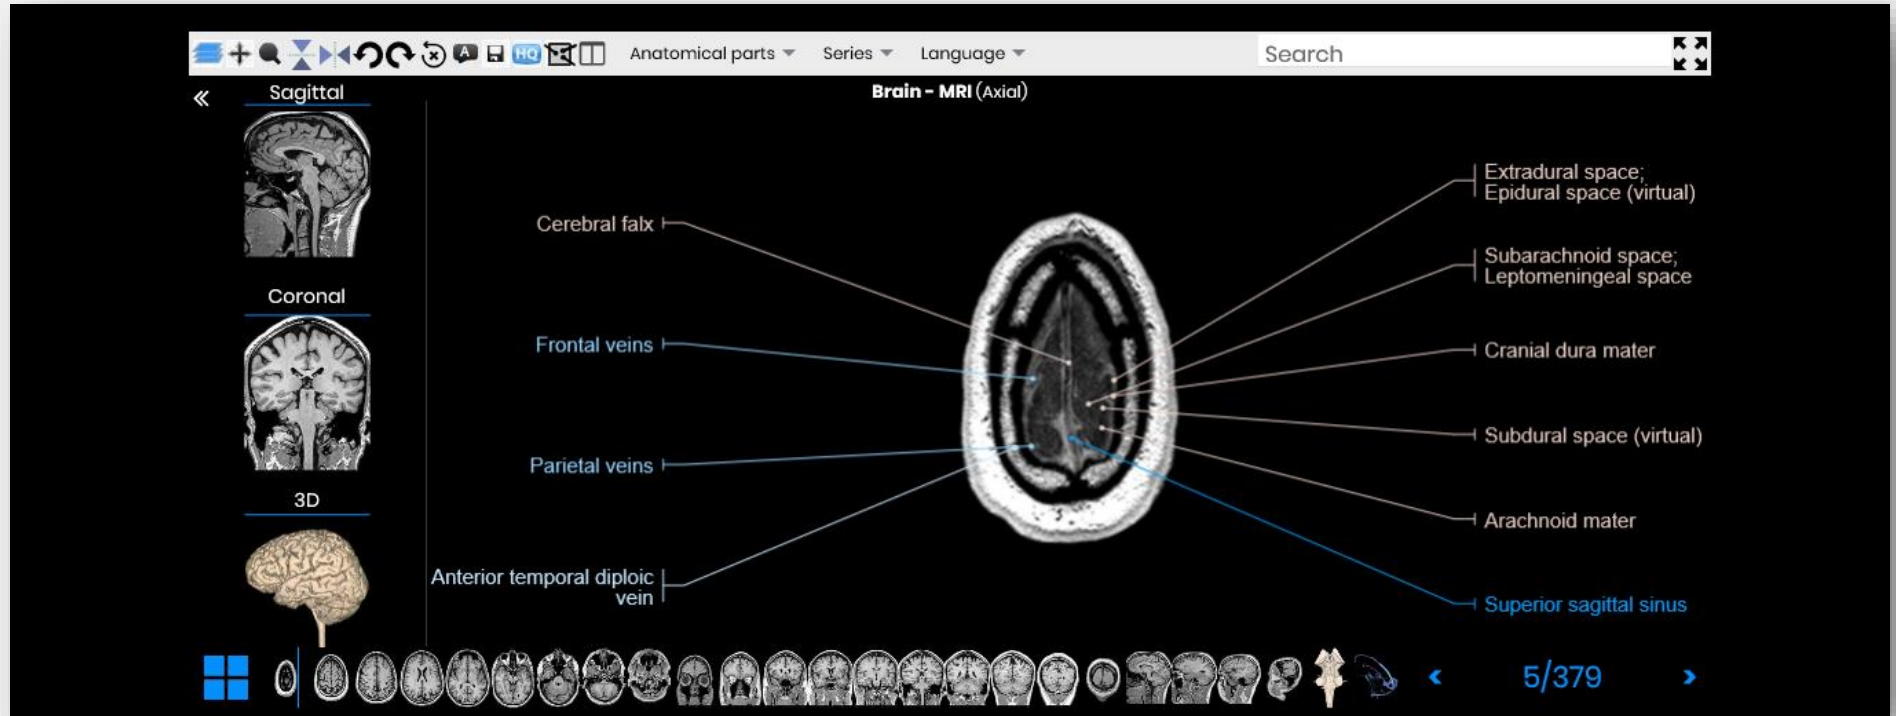 A
HQ
Anatomical parts
Series
Language
Search
Sagittal
Brain - MRI (Axial)
Coronal
3D
Cerebral falx
Frontal veins
Parietal veins
Anterior temporal diploic
vein
Extradural space;
Epidural space (virtual)
Subarachnoid space;
Leptomeningeal space
Cranial dura mater
Subdural space (virtual)
Arachnoid mater
Superior sagittal sinus
5/379